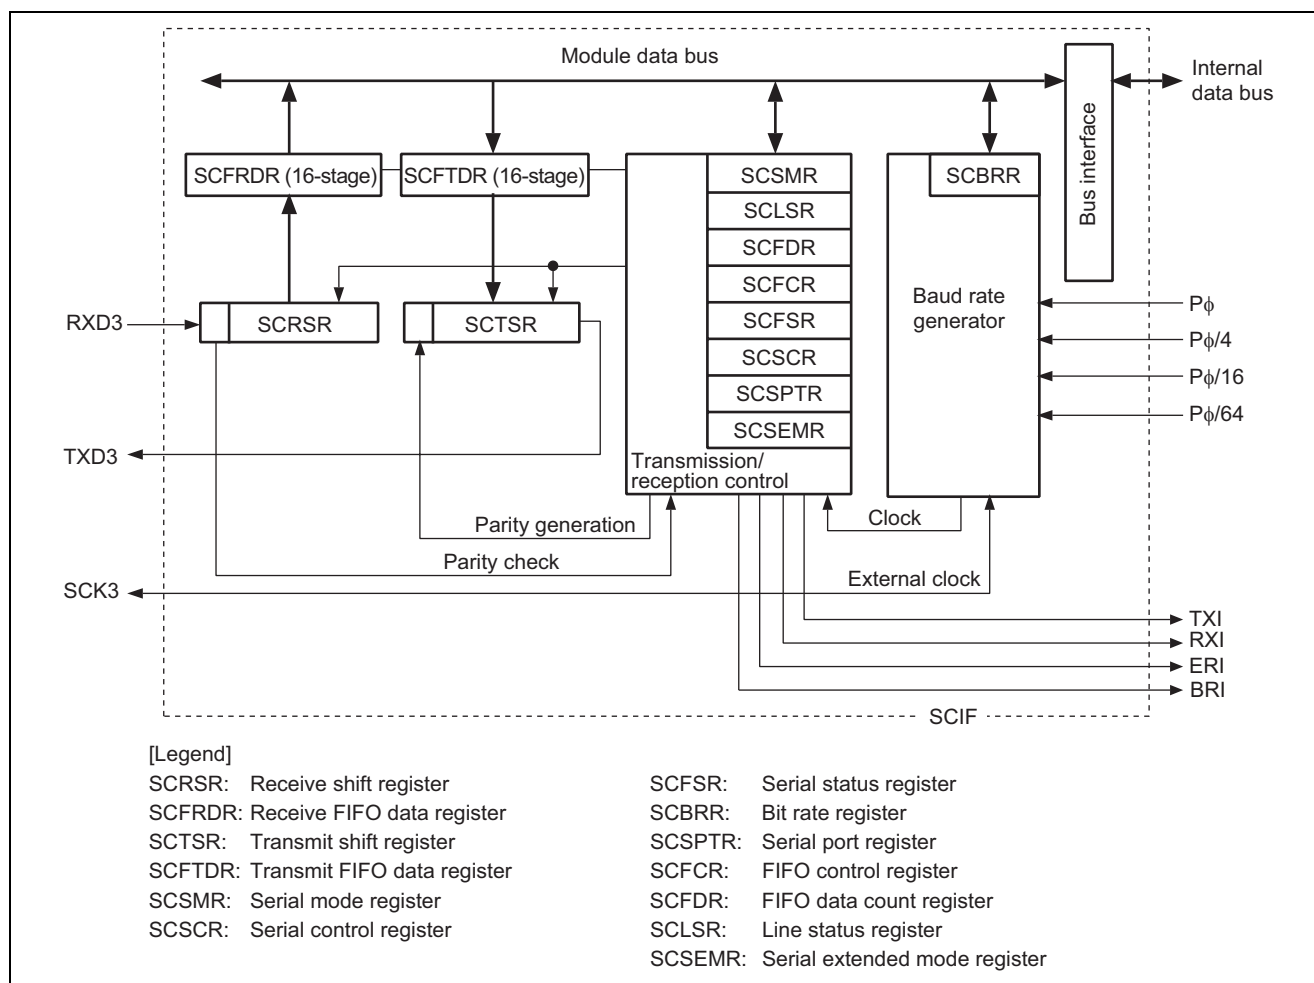 Module data bus
Internal
data bus
Bus interface
SCFRDR (16-stage)
SCFTDR (16-stage)
SCSMR
SCBRR
SCLSR
SCFDR
SCFCR
SCFSR
SCSCR
SCSPTR
SCSEMR
Transmission/
reception control
Baud rate
generator
RXD3
SCRSR
SCTSR
Pϕ
Pϕ/4
Pϕ/16
Pϕ/64
TXD3
Parity generation
Clock
Parity check
SCK3
External clock
TXI
RXI
ERI
BRI
SCIF
[Legend]
SCRSR: Receive shift register
SCFRDR: Receive FIFO data register
SCTSR: Transmit shift register
SCFTDR: Transmit FIFO data register
SCSMR: Serial mode register
SCSCR: Serial control register
SCFSR: Serial status register
SCBRR: Bit rate register
SCSPTR: Serial port register
SCFCR: FIFO control register
SCFDR: FIFO data count register
SCLSR: Line status register
SCSEMR: Serial extended mode register